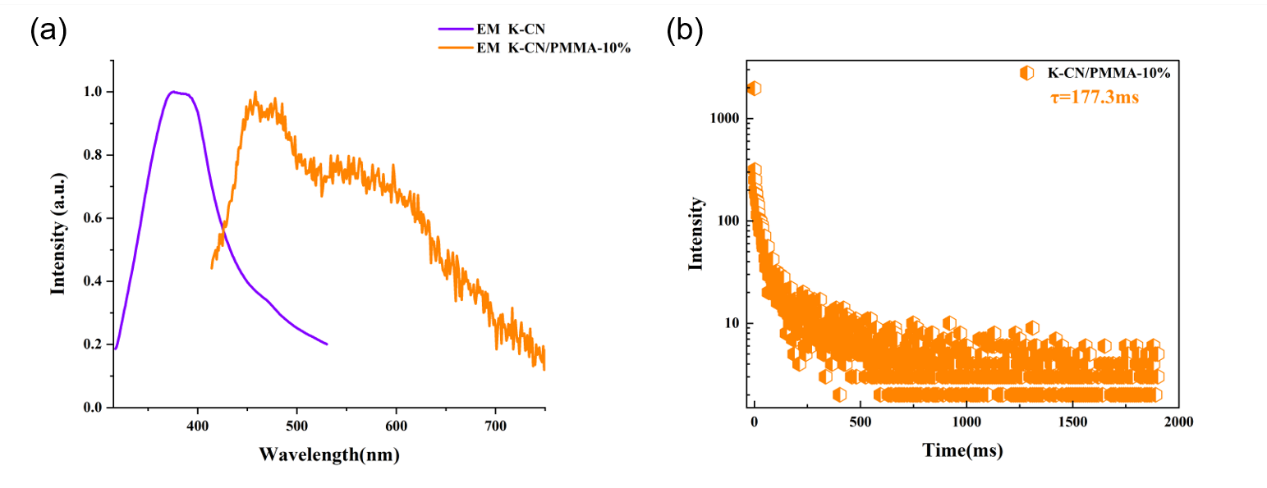 (a)
EM K-CN
EM K-CN/PMMA-10%
Intensity (a.u.)
1.0
0.8
0.6
0.4
0.2
0.0
400 500 600 700
Wavelength(nm)
(b)
K-CN/PMMA-10%
τ=177.3ms
Intensity
1000
100
10
0 500 1000 1500 2000
Time(ms)